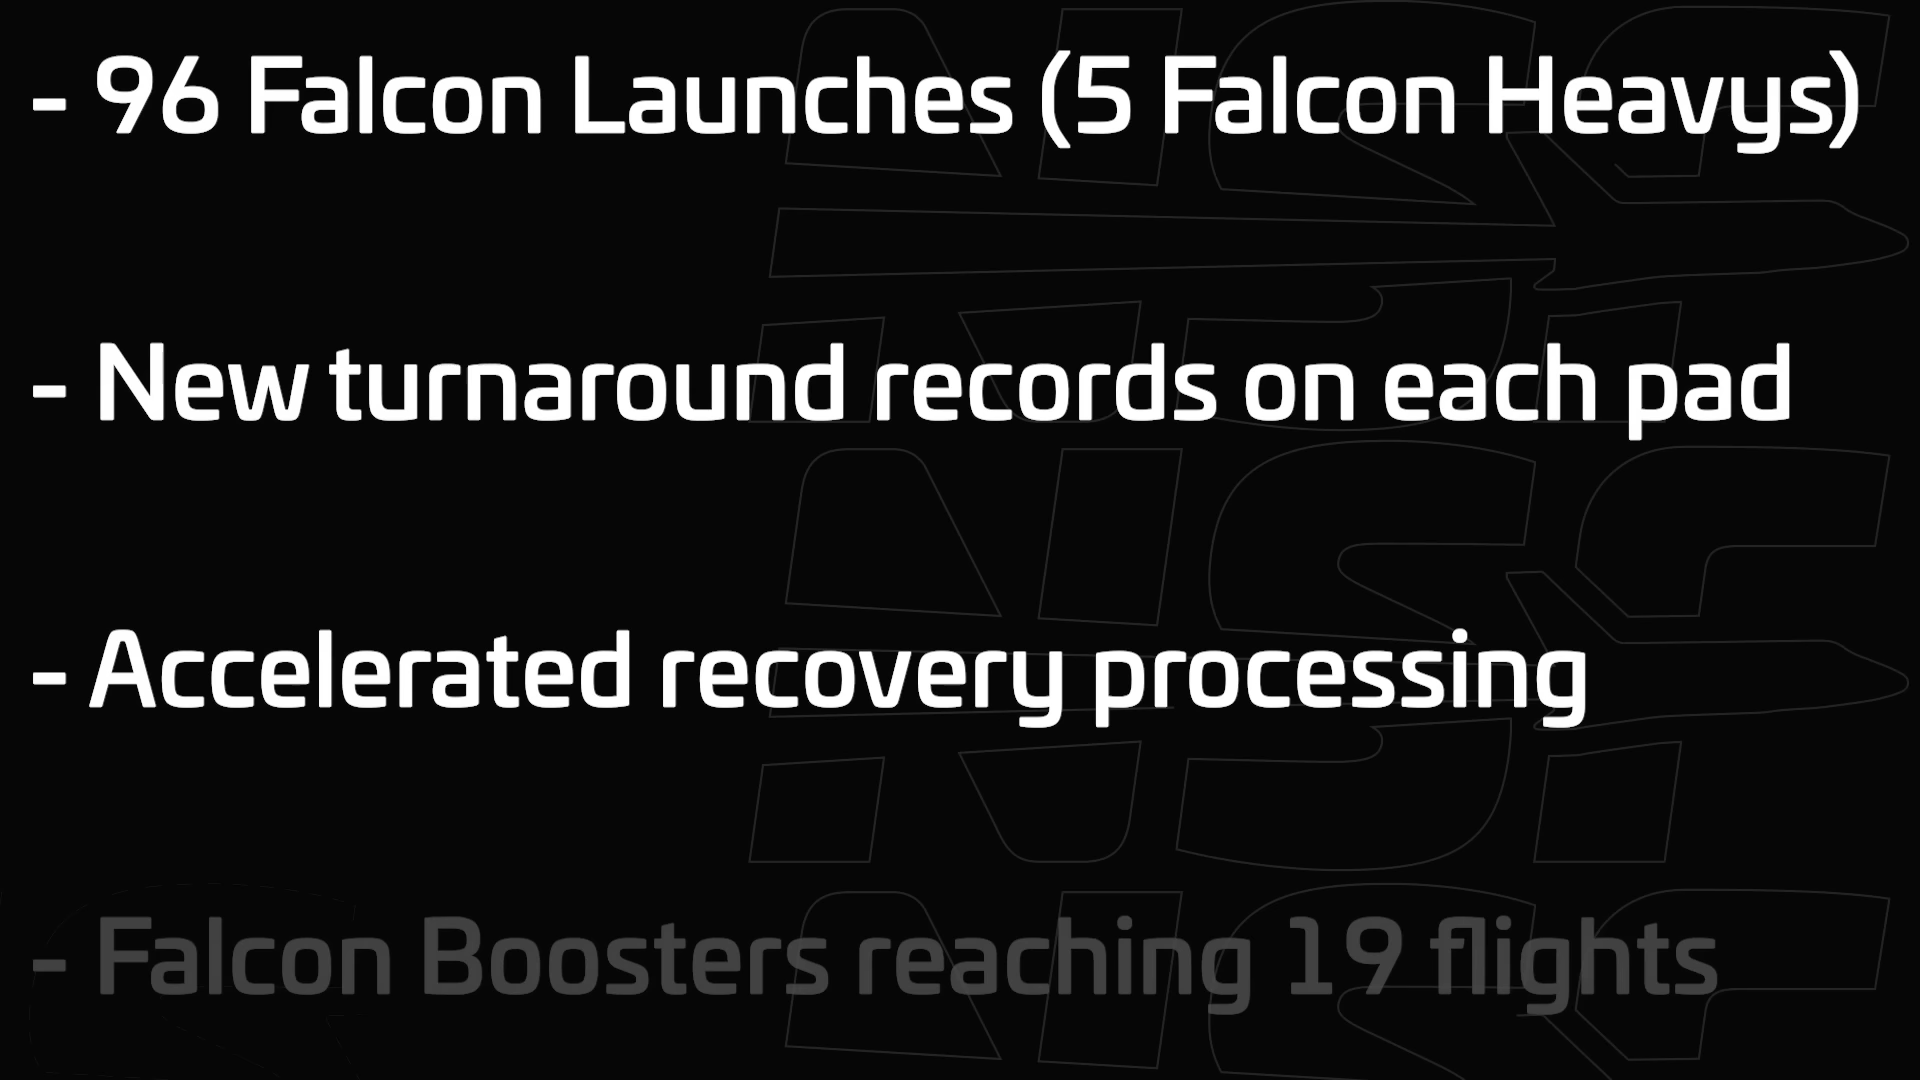 - 96 Falcon Launches (5 Falcon Heavys)
- New turnaround records on each pad
- Accelerated recovery processing
- Falcon Boosters reaching 19 flights